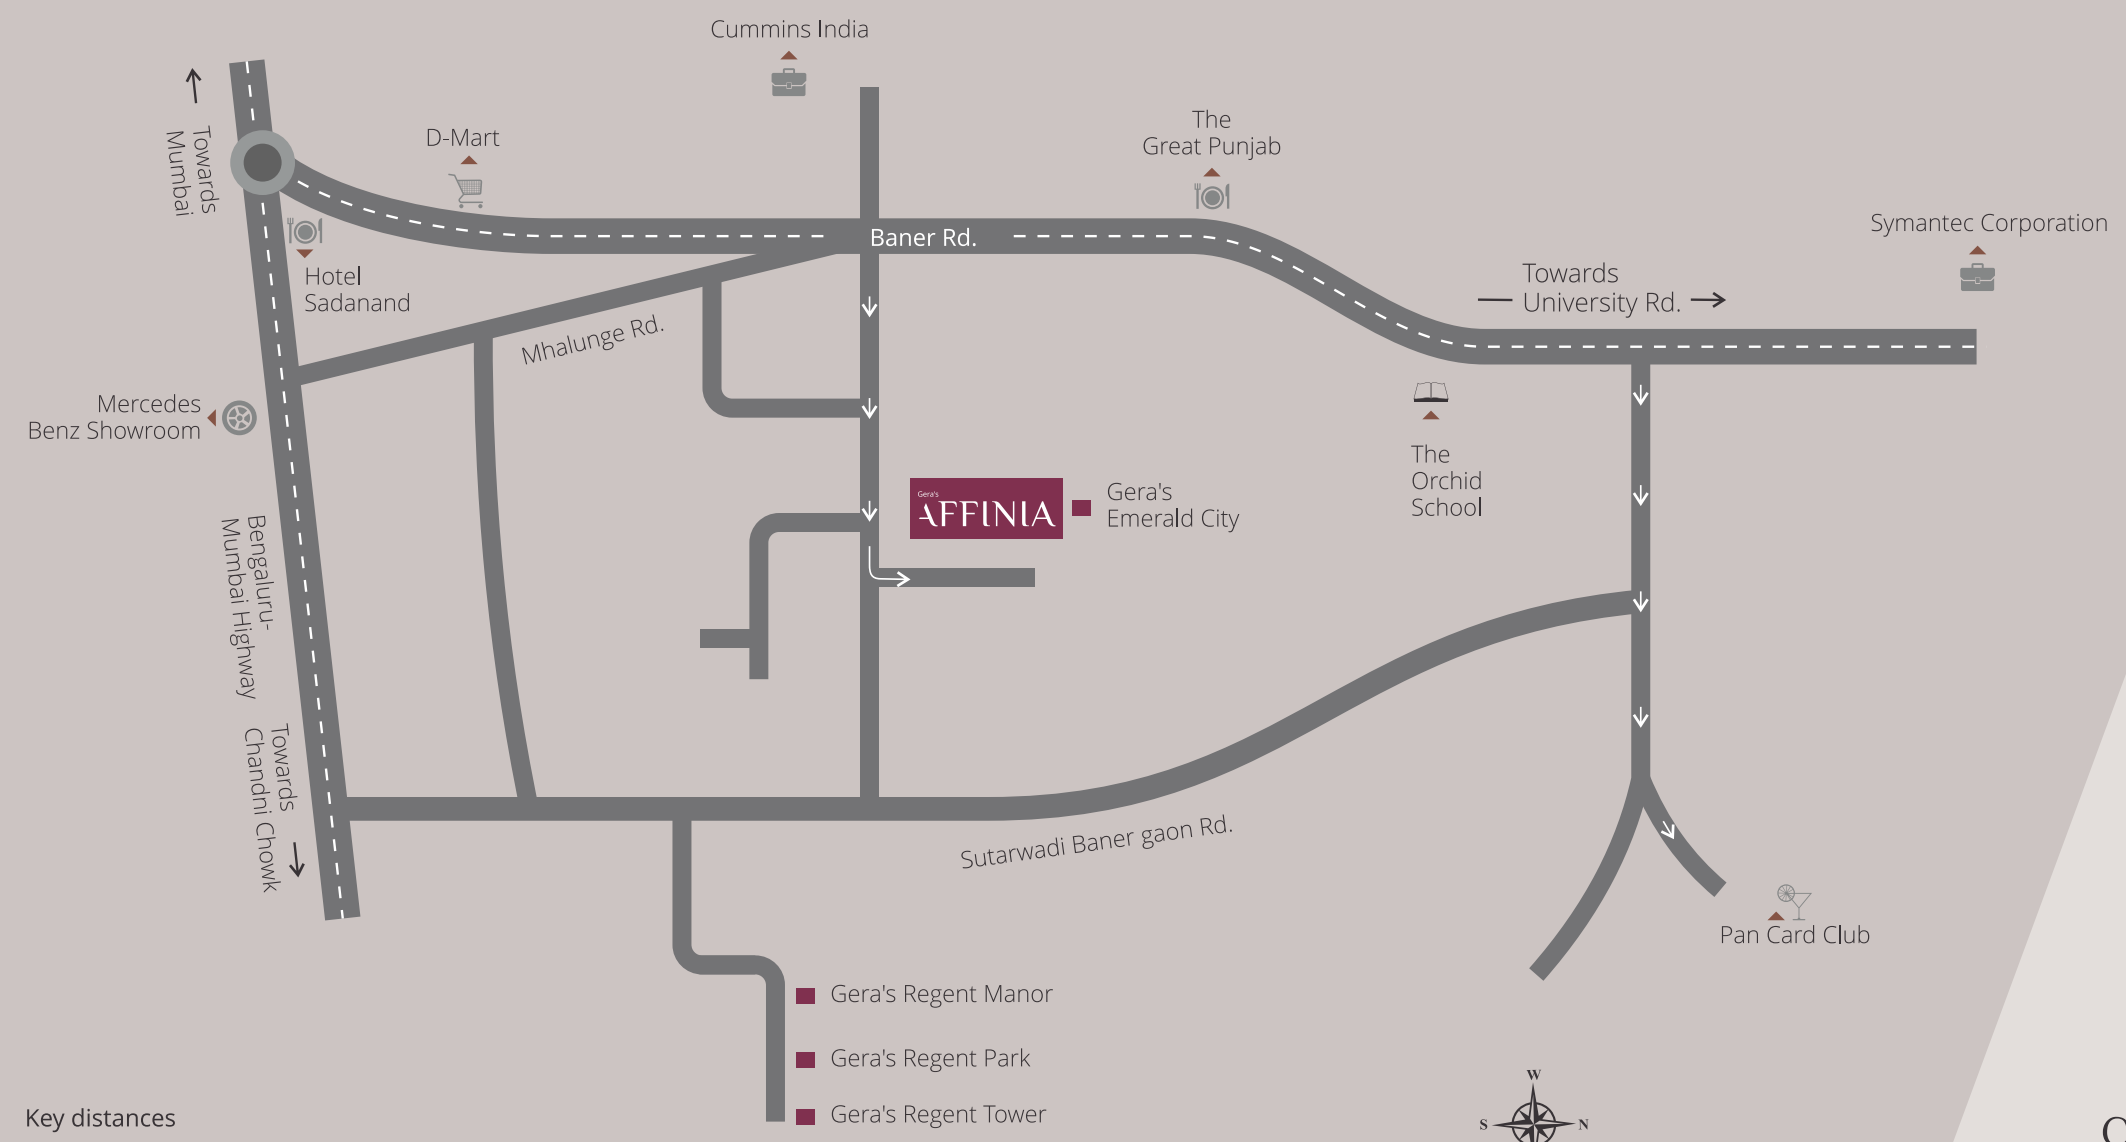 Cummins India
D-Mart
The
Great Punjab
Symantec Corporation
Towards
Mumbai
Baner Rd.
Hotel
Sadanand
Towards
University Rd.
Mhalunge Rd.
Mercedes
Benz Showroom
The
Orchid
School
Gera's
AFFINIA
Gera's
Emerald City
Bengaluru-
Mumbai Highway
Towards
Chandni Chowk
Sutarwadi Baner gaon Rd.
Pan Card Club
Gera's Regent Manor
Gera's Regent Park
Gera's Regent Tower
W
S
N
Key distances